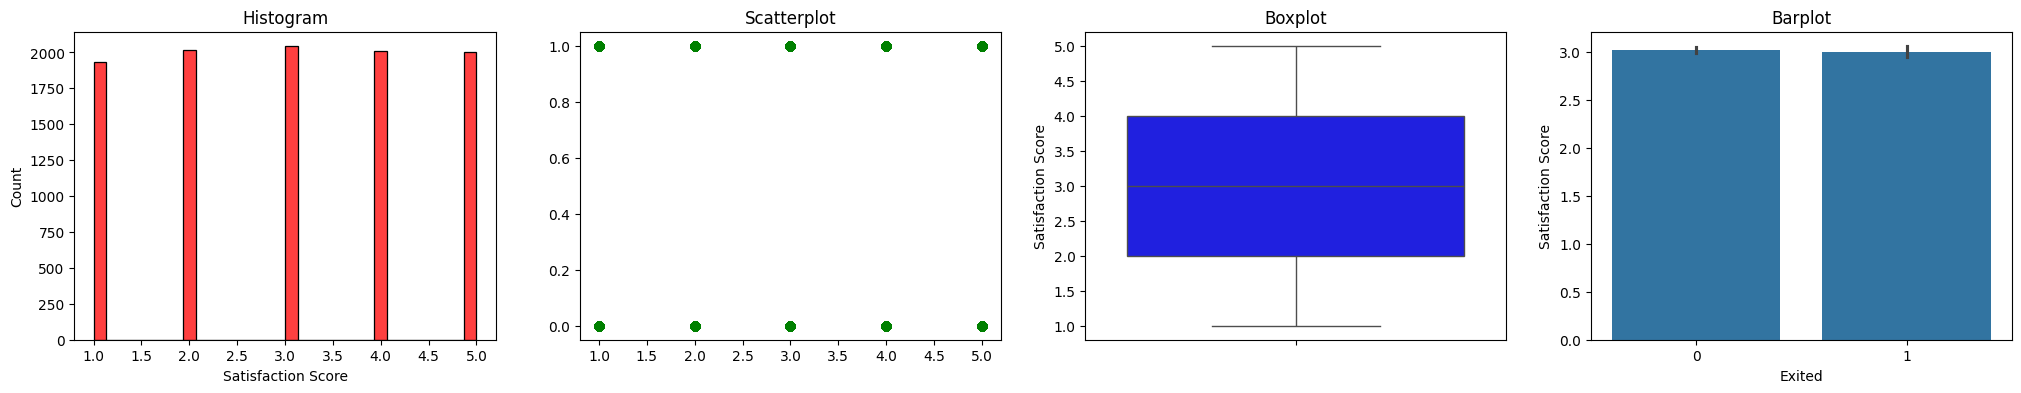 Histogram
2000
1750
1500
1250
1000
750
500
250
0
Count
1.0 1.5 2.0 2.5 3.0 3.5 4.0 4.5 5.0
Satisfaction Score
Scatterplot
1.0
0.8
0.6
0.4
0.2
0.0
1.0 1.5 2.0 2.5 3.0 3.5 4.0 4.5 5.0
Boxplot
5.0
4.5
4.0
3.5
3.0
2.5
2.0
1.5
1.0
Satisfaction Score
Barplot
3.0
2.5
2.0
1.5
1.0
0.5
0.0
Satisfaction Score
0 1
Exited